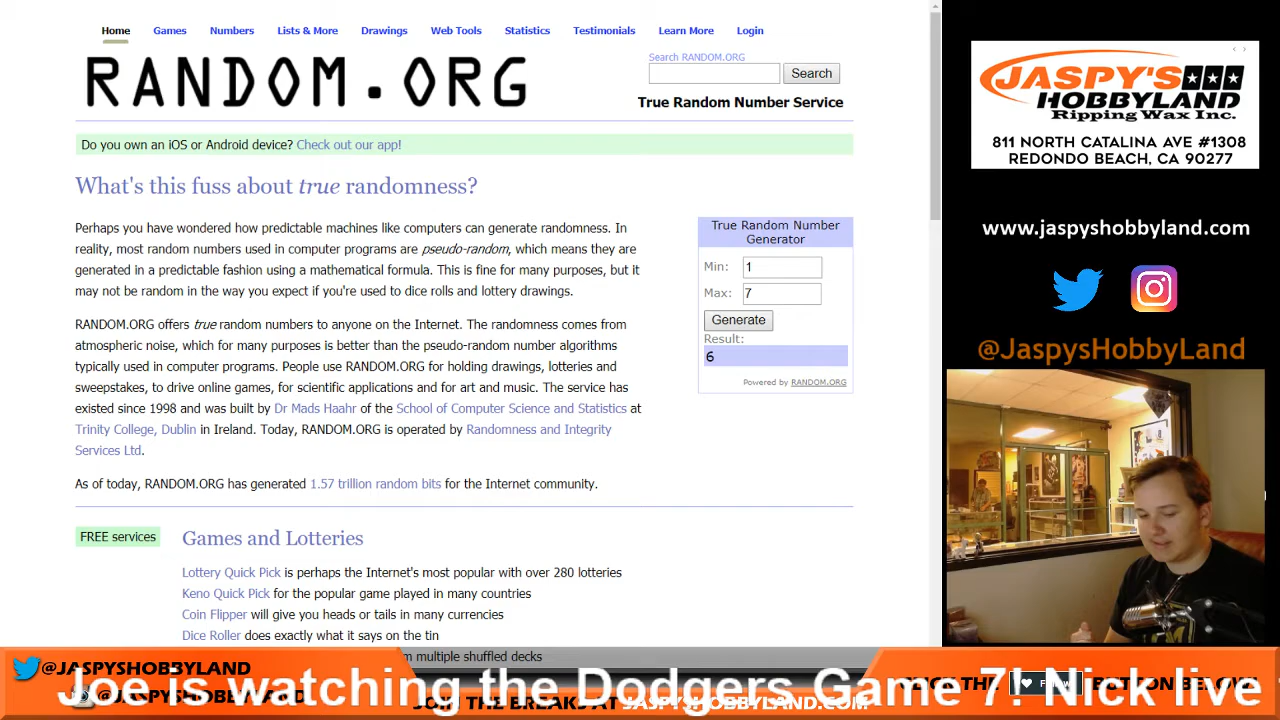 Home Games Numbers Lists & More Drawings Web Tools Statistics Testimonials Learn More Login
RANDOM.ORG
Search RANDOM.ORG
Search
True Random Number Service
Do you own an iOS or Android device? Check out our app!
What's this fuss about true randomness?
Perhaps you have wondered how predictable machines like computers can generate randomness. In
reality, most random numbers used in computer programs are pseudo-random, which means they are
generated in a predictable fashion using a mathematical formula. This is fine for many purposes, but it
may not be random in the way you expect if you're used to dice rolls and lottery drawings.
RANDOM.ORG offers true random numbers to anyone on the Internet. The randomness comes from
atmospheric noise, which for many purposes is better than the pseudo-random number algorithms
typically used in computer programs. People use RANDOM.ORG for holding drawings, lotteries and
sweepstakes, to drive online games, for scientific applications and for art and music. The service has
existed since 1998 and was built by Dr Mads Haahr of the School of Computer Science and Statistics at
Trinity College, Dublin in Ireland. Today, RANDOM.ORG is operated by Randomness and Integrity
Services Ltd.
As of today, RANDOM.ORG has generated 1.57 trillion random bits for the Internet community.
True Random Number
Generator
Min: 1
Max: 7
Generate
Result:
6
Powered by RANDOM.ORG
FREE services
Games and Lotteries
Lottery Quick Pick is perhaps the Internet's most popular with over 280 lotteries
Keno Quick Pick for the popular game played in many countries
Coin Flipper will give you heads or tails in many currencies
Dice Roller does exactly what it says on the tin
m multiple shuffled decks
JASPY'S
HOBBYLAND
Ripping Wax Inc.
811 NORTH CATALINA AVE #1308
REDONDO BEACH, CA 90277
www.jaspyshobbyland.com
@JaspysHobbyLand
@JASPYSHOBBYLAND
Joe is watching the Dodgers Game 7! Nick live
@JASPYSHOBBYLAND
JOIN THE BREAKS AT JASPYSHOBBYLAND.COM
CLICK THE Follow BUTTON BELOW